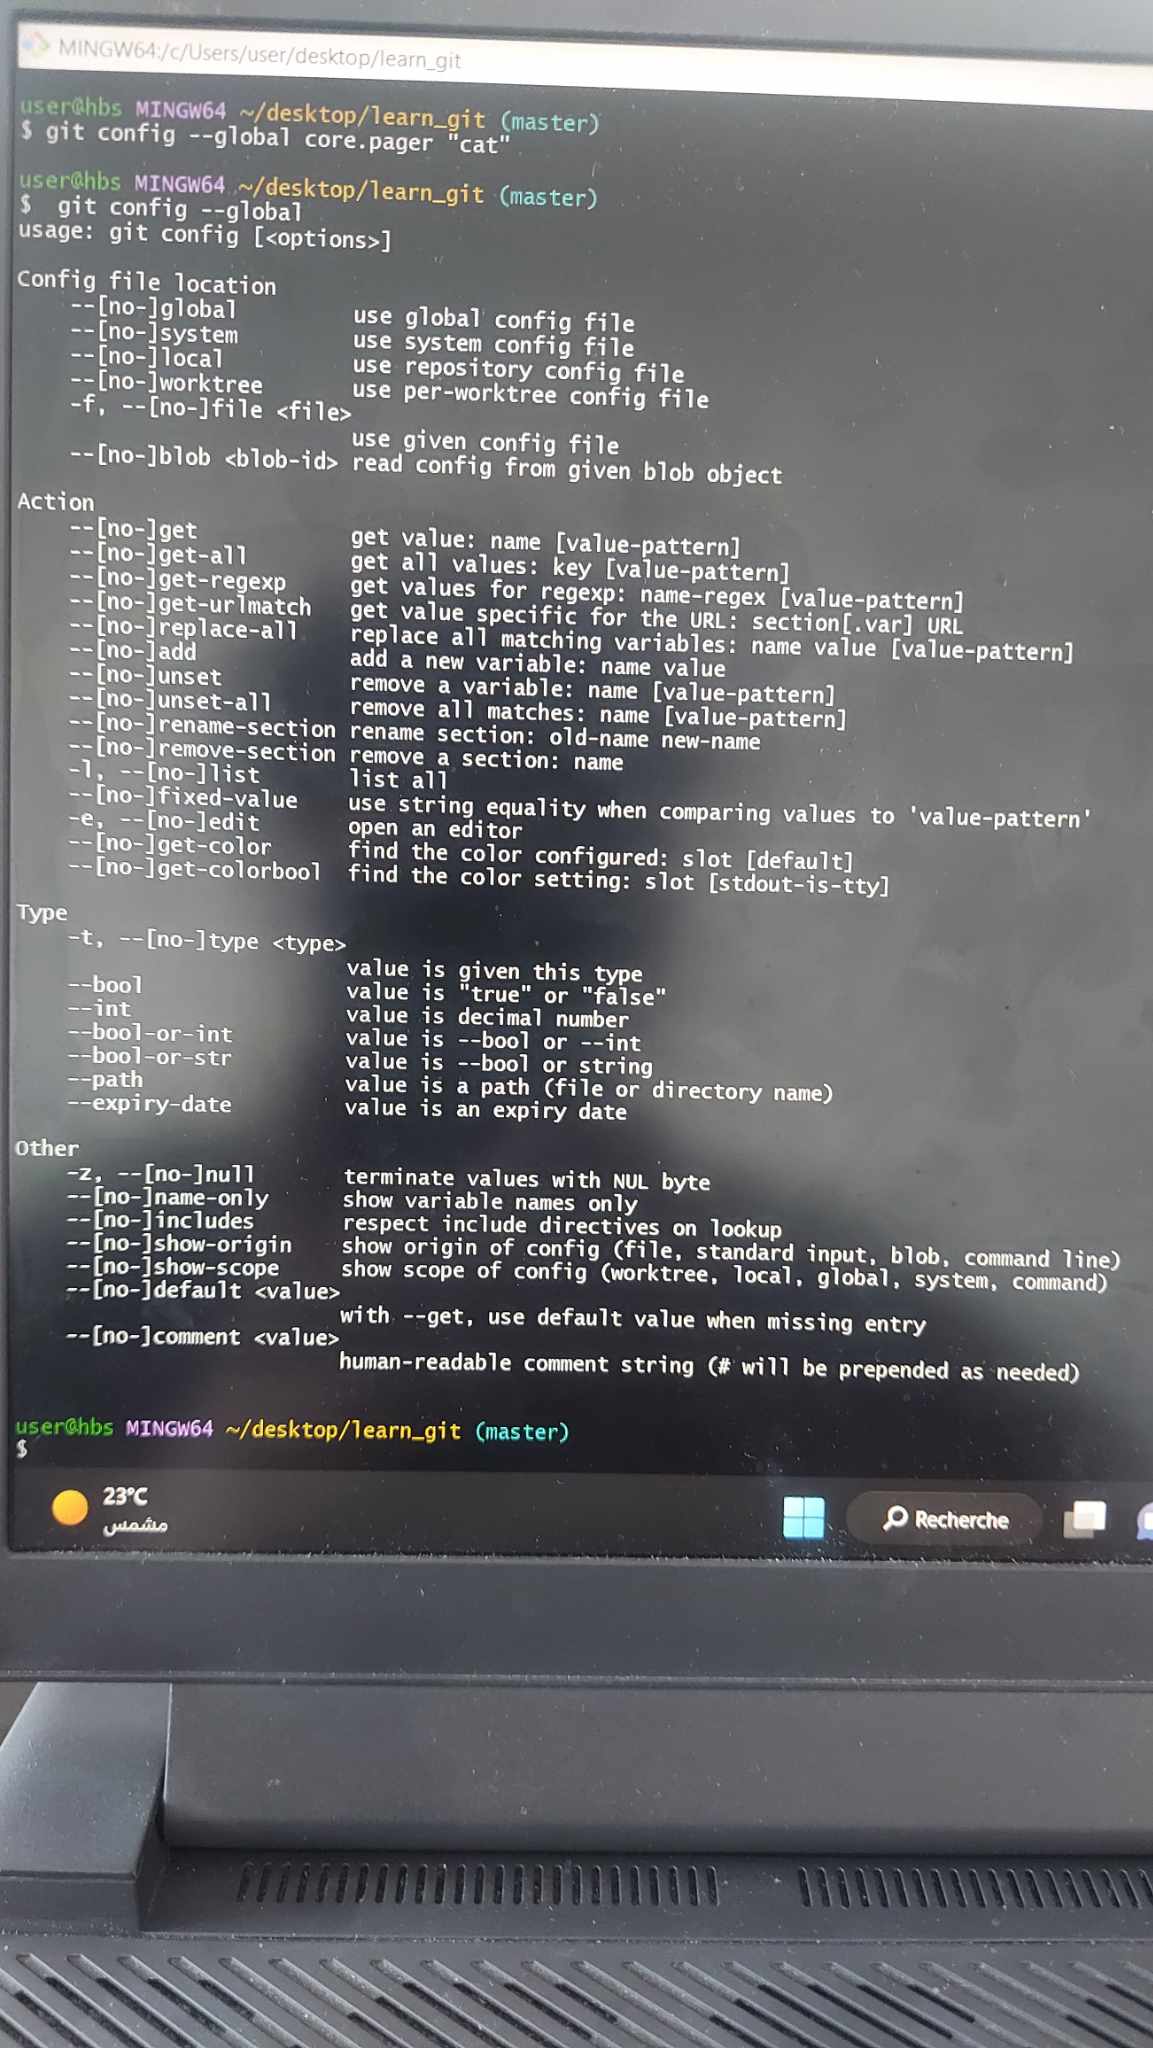 MINGW64:/c/Users/user/desktop/learn_git
user@hbs MINGW64 ~/desktop/learn_git (master)
$ git config --global core.pager "cat"
user@hbs MINGW64 ~/desktop/learn_git (master)
$  git config --global
usage: git config [<options>]
Config file location
    --[no-]global         use global config file
    --[no-]system         use system config file
    --[no-]local          use repository config file
    --[no-]worktree       use per-worktree config file
    -f, --[no-]file <file>
                          use given config file
    --[no-]blob <blob-id> read config from given blob object
Action
    --[no-]get            get value: name [value-pattern]
    --[no-]get-all        get all values: key [value-pattern]
    --[no-]get-regexp     get values for regexp: name-regex [value-pattern]
    --[no-]get-urlmatch   get value specific for the URL: section[.var] URL
    --[no-]replace-all    replace all matching variables: name value [value-pattern]
    --[no-]add            add a new variable: name value
    --[no-]unset          remove a variable: name [value-pattern]
    --[no-]unset-all      remove all matches: name [value-pattern]
    --[no-]rename-section rename section: old-name new-name
    --[no-]remove-section remove a section: name
    -l, --[no-]list       list all
    --[no-]fixed-value    use string equality when comparing values to 'value-pattern'
    -e, --[no-]edit       open an editor
    --[no-]get-color      find the color configured: slot [default]
    --[no-]get-colorbool  find the color setting: slot [stdout-is-tty]
Type
    -t, --[no-]type <type>
                          value is given this type
    --bool                value is "true" or "false"
    --int                 value is decimal number
    --bool-or-int         value is --bool or --int
    --bool-or-str         value is --bool or string
    --path                value is a path (file or directory name)
    --expiry-date         value is an expiry date
Other
    -z, --[no-]null       terminate values with NUL byte
    --[no-]name-only      show variable names only
    --[no-]includes       respect include directives on lookup
    --[no-]show-origin    show origin of config (file, standard input, blob, command line)
    --[no-]show-scope     show scope of config (worktree, local, global, system, command)
    --[no-]default <value>
                          with --get, use default value when missing entry
    --[no-]comment <value>
                          human-readable comment string (# will be prepended as needed)
user@hbs MINGW64 ~/desktop/learn_git (master)
$
23°C
مشمس
Recherche